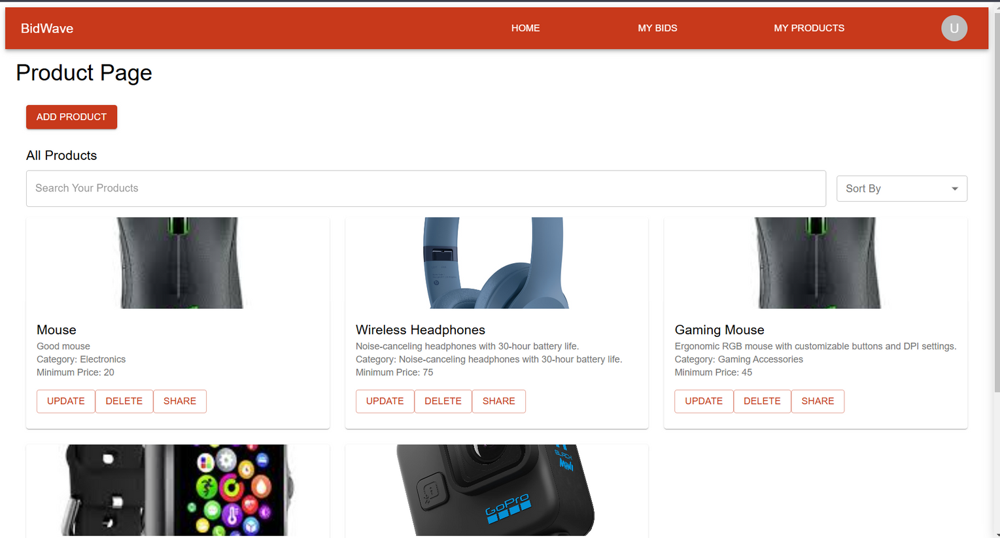 BidWave
HOME
MY BIDS
MY PRODUCTS
U
Product Page
ADD PRODUCT
All Products
Search Your Products
Sort By
Mouse
Good mouse
Category: Electronics
Minimum Price: 20
UPDATE
DELETE
SHARE
Wireless Headphones
Noise-canceling headphones with 30-hour battery life.
Category: Noise-canceling headphones with 30-hour battery life.
Minimum Price: 75
UPDATE
DELETE
SHARE
Gaming Mouse
Ergonomic RGB mouse with customizable buttons and DPI settings.
Category: Gaming Accessories
Minimum Price: 45
UPDATE
DELETE
SHARE
BLACK
MINI
GoPro